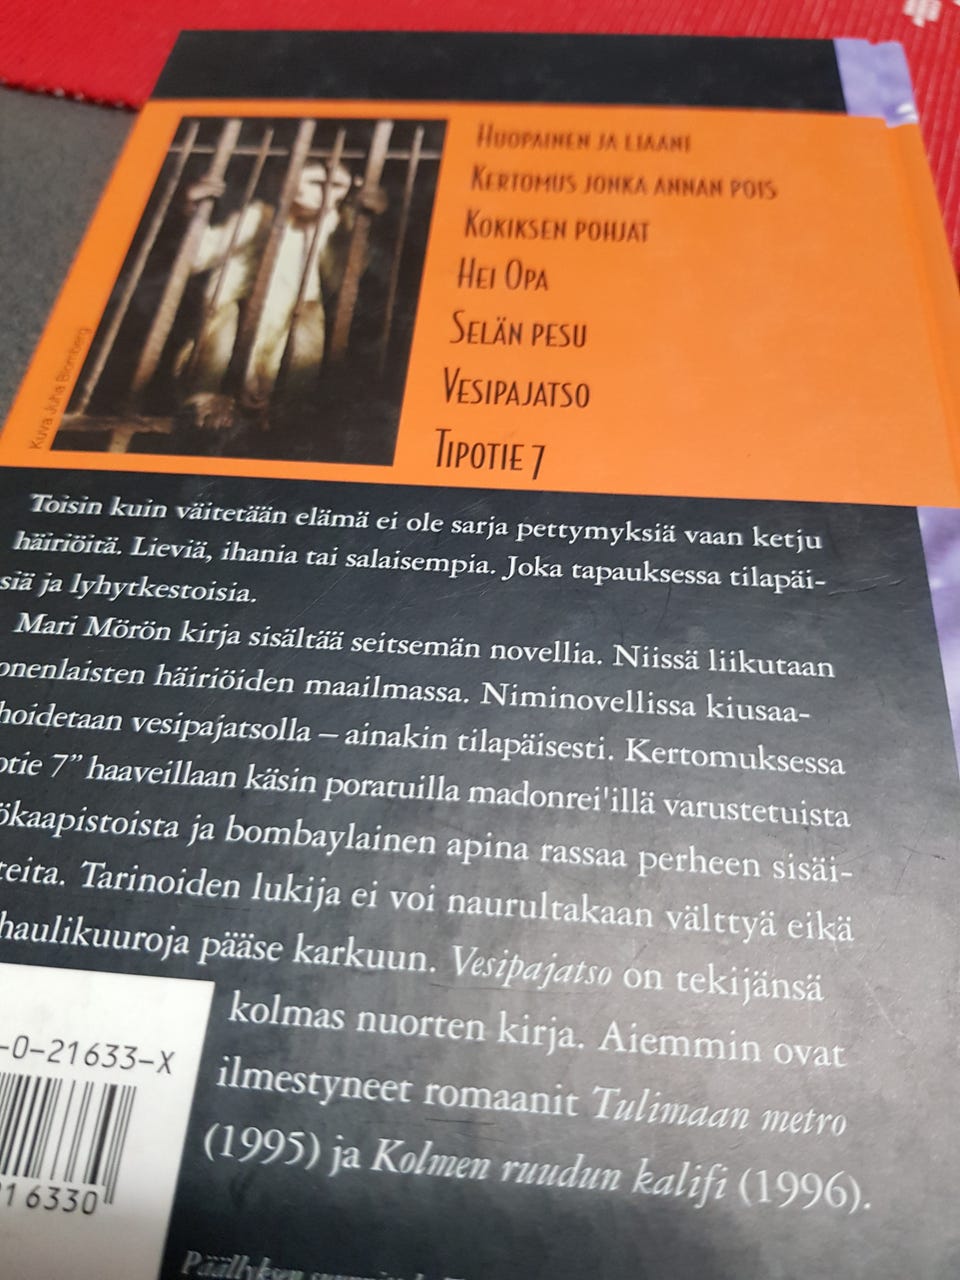 HUOPAINEN JA LIAANI
KERTOMUS JONKA ANNAN POIS
KOKIKSEN POHJAT
HEI OPA
SELÄN PESU
VESIPAJATSO
TIPOTIE 7
Kuva Juha Blomberg
Toisin kuin väitetään elämä ei ole sarja pettymyksiä vaan ketju
häiriöitä. Lieviä, ihania tai salaisempia. Joka tapauksessa tilapäi-
siä ja lyhytkestoisia.
Mari Mörön kirja sisältää seitsemän novellia. Niissä liikutaan
onenlaisten häiriöiden maailmassa. Niminovellissa kiusaa-
hoidetaan vesipajatsolla – ainakin tilapäisesti. Kertomuksessa
otie 7” haaveillaan käsin poratuilla madonrei'illä varustetuista
ökaapistoista ja bombaylainen apina rassaa perheen sisäi-
teita. Tarinoiden lukija ei voi naurultakaan välttyä eikä
haulikuuroja pääse karkuun. Vesipajatso on tekijänsä
kolmas nuorten kirja. Aiemmin ovat
ilmestyneet romaanit Tulimaan metro
(1995) ja Kolmen ruudun kalifi (1996).
-0-21633-X
16330
Päällyksen